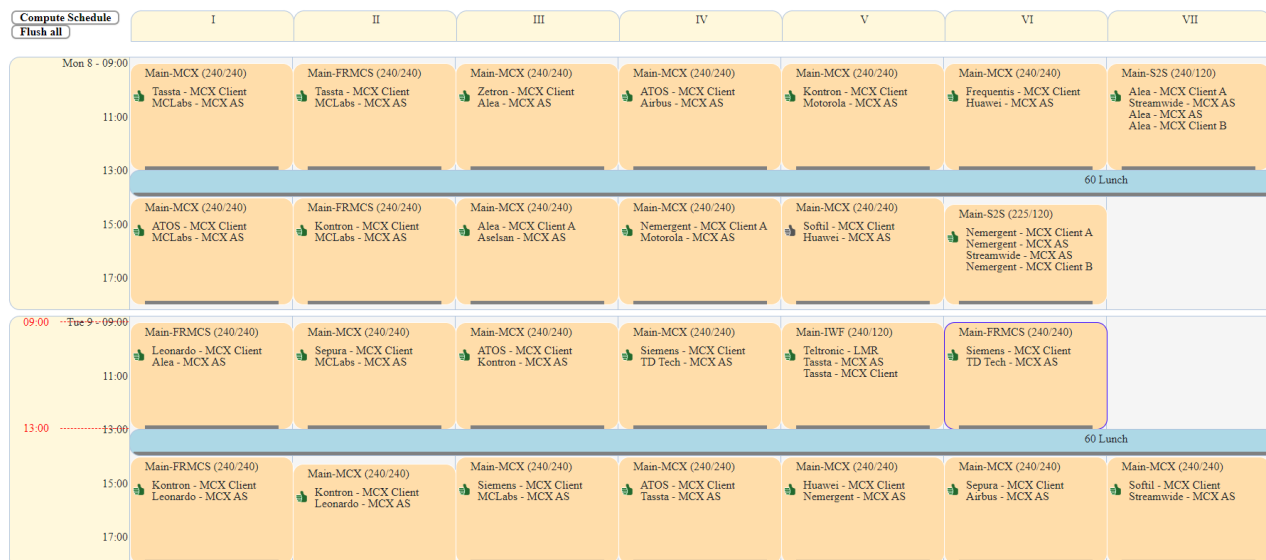 Compute Schedule
Flush all
I II III IV V VI VII
Mon 8 - 09:00
Main-MCX (240/240)
Tassta - MCX Client
MCLabs - MCX AS
Main-FRMCS (240/240)
Tassta - MCX Client
MCLabs - MCX AS
Main-MCX (240/240)
Zetron - MCX Client
Alea - MCX AS
Main-MCX (240/240)
ATOS - MCX Client
Airbus - MCX AS
Main-MCX (240/240)
Kontron - MCX Client
Motorola - MCX AS
Main-MCX (240/240)
Frequentis - MCX Client
Huawei - MCX AS
Main-S2S (240/120)
Alea - MCX Client A
Streamwide - MCX AS
Alea - MCX AS
Alea - MCX Client B
11:00
13:00
60 Lunch
Main-MCX (240/240)
ATOS - MCX Client
MCLabs - MCX AS
Main-FRMCS (240/240)
Kontron - MCX Client
MCLabs - MCX AS
Main-MCX (240/240)
Alea - MCX Client A
Aselsan - MCX AS
Main-MCX (240/240)
Nemergent - MCX Client A
Motorola - MCX AS
Main-MCX (240/240)
Softil - MCX Client
Huawei - MCX AS
Main-S2S (225/120)
Nemergent - MCX Client A
Nemergent - MCX AS
Streamwide - MCX AS
Nemergent - MCX Client B
15:00
17:00
09:00
Tue 9 - 09:00
Main-FRMCS (240/240)
Leonardo - MCX Client
Alea - MCX AS
Main-MCX (240/240)
Sepura - MCX Client
MCLabs - MCX AS
Main-MCX (240/240)
ATOS - MCX Client
Kontron - MCX AS
Main-MCX (240/240)
Siemens - MCX Client
TD Tech - MCX AS
Main-IWF (240/120)
Teltronic - LMR
Tassta - MCX AS
Tassta - MCX Client
Main-FRMCS (240/240)
Siemens - MCX Client
TD Tech - MCX AS
11:00
13:00
13:00
60 Lunch
Main-FRMCS (240/240)
Kontron - MCX Client
Leonardo - MCX AS
Main-MCX (240/240)
Kontron - MCX Client
Leonardo - MCX AS
Main-MCX (240/240)
Siemens - MCX Client
MCLabs - MCX AS
Main-MCX (240/240)
ATOS - MCX Client
Tassta - MCX AS
Main-MCX (240/240)
Huawei - MCX Client
Nemergent - MCX AS
Main-MCX (240/240)
Sepura - MCX Client
Airbus - MCX AS
Main-MCX (240/240)
Softil - MCX Client
Streamwide - MCX AS
15:00
17:00